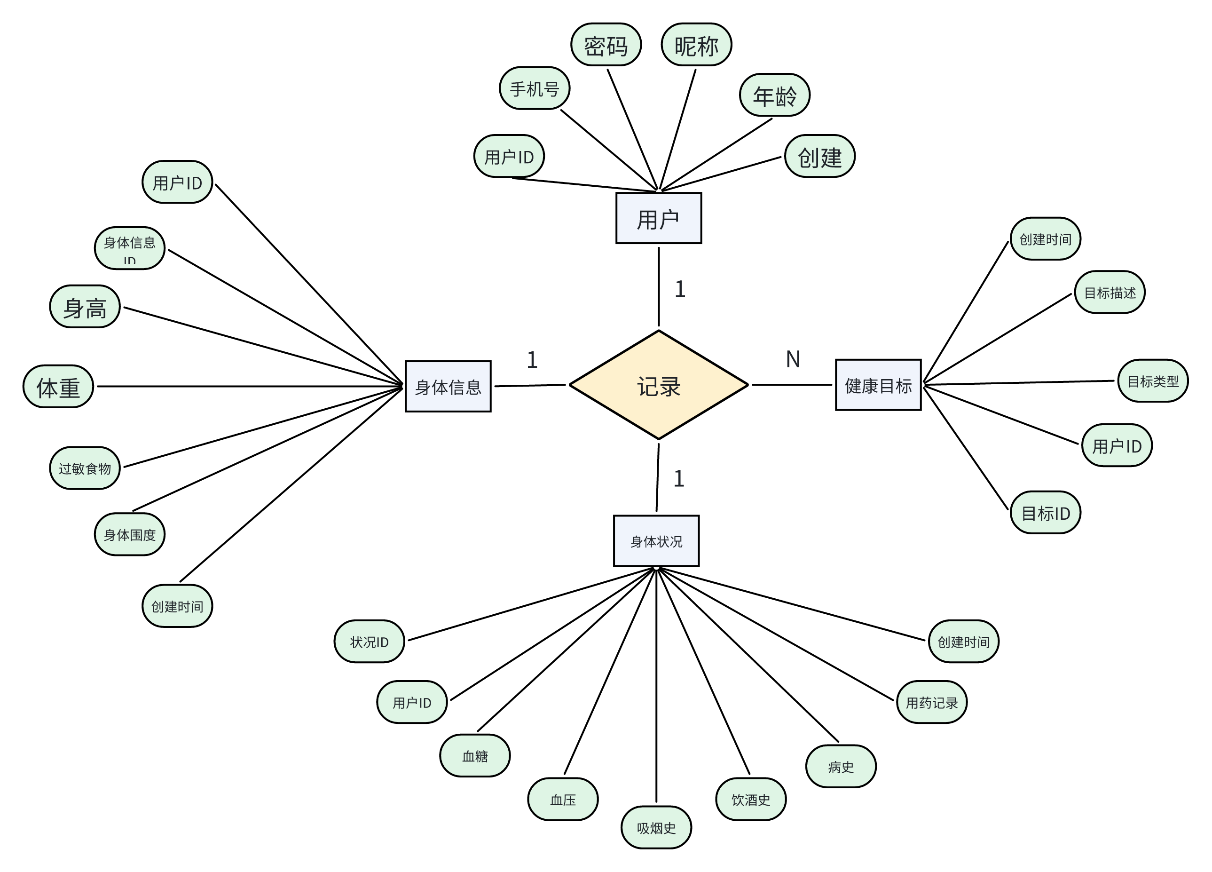 密码
昵称
手机号
年龄
用户ID
创建
用户ID
用户
身体信息
ID
创建时间
目标描述
身高
1
1
N
体重
身体信息
记录
健康目标
目标类型
过敏食物
1
用户ID
身体围度
身体状况
目标ID
创建时间
状况ID
创建时间
用户ID
用药记录
血糖
病史
血压
饮酒史
吸烟史